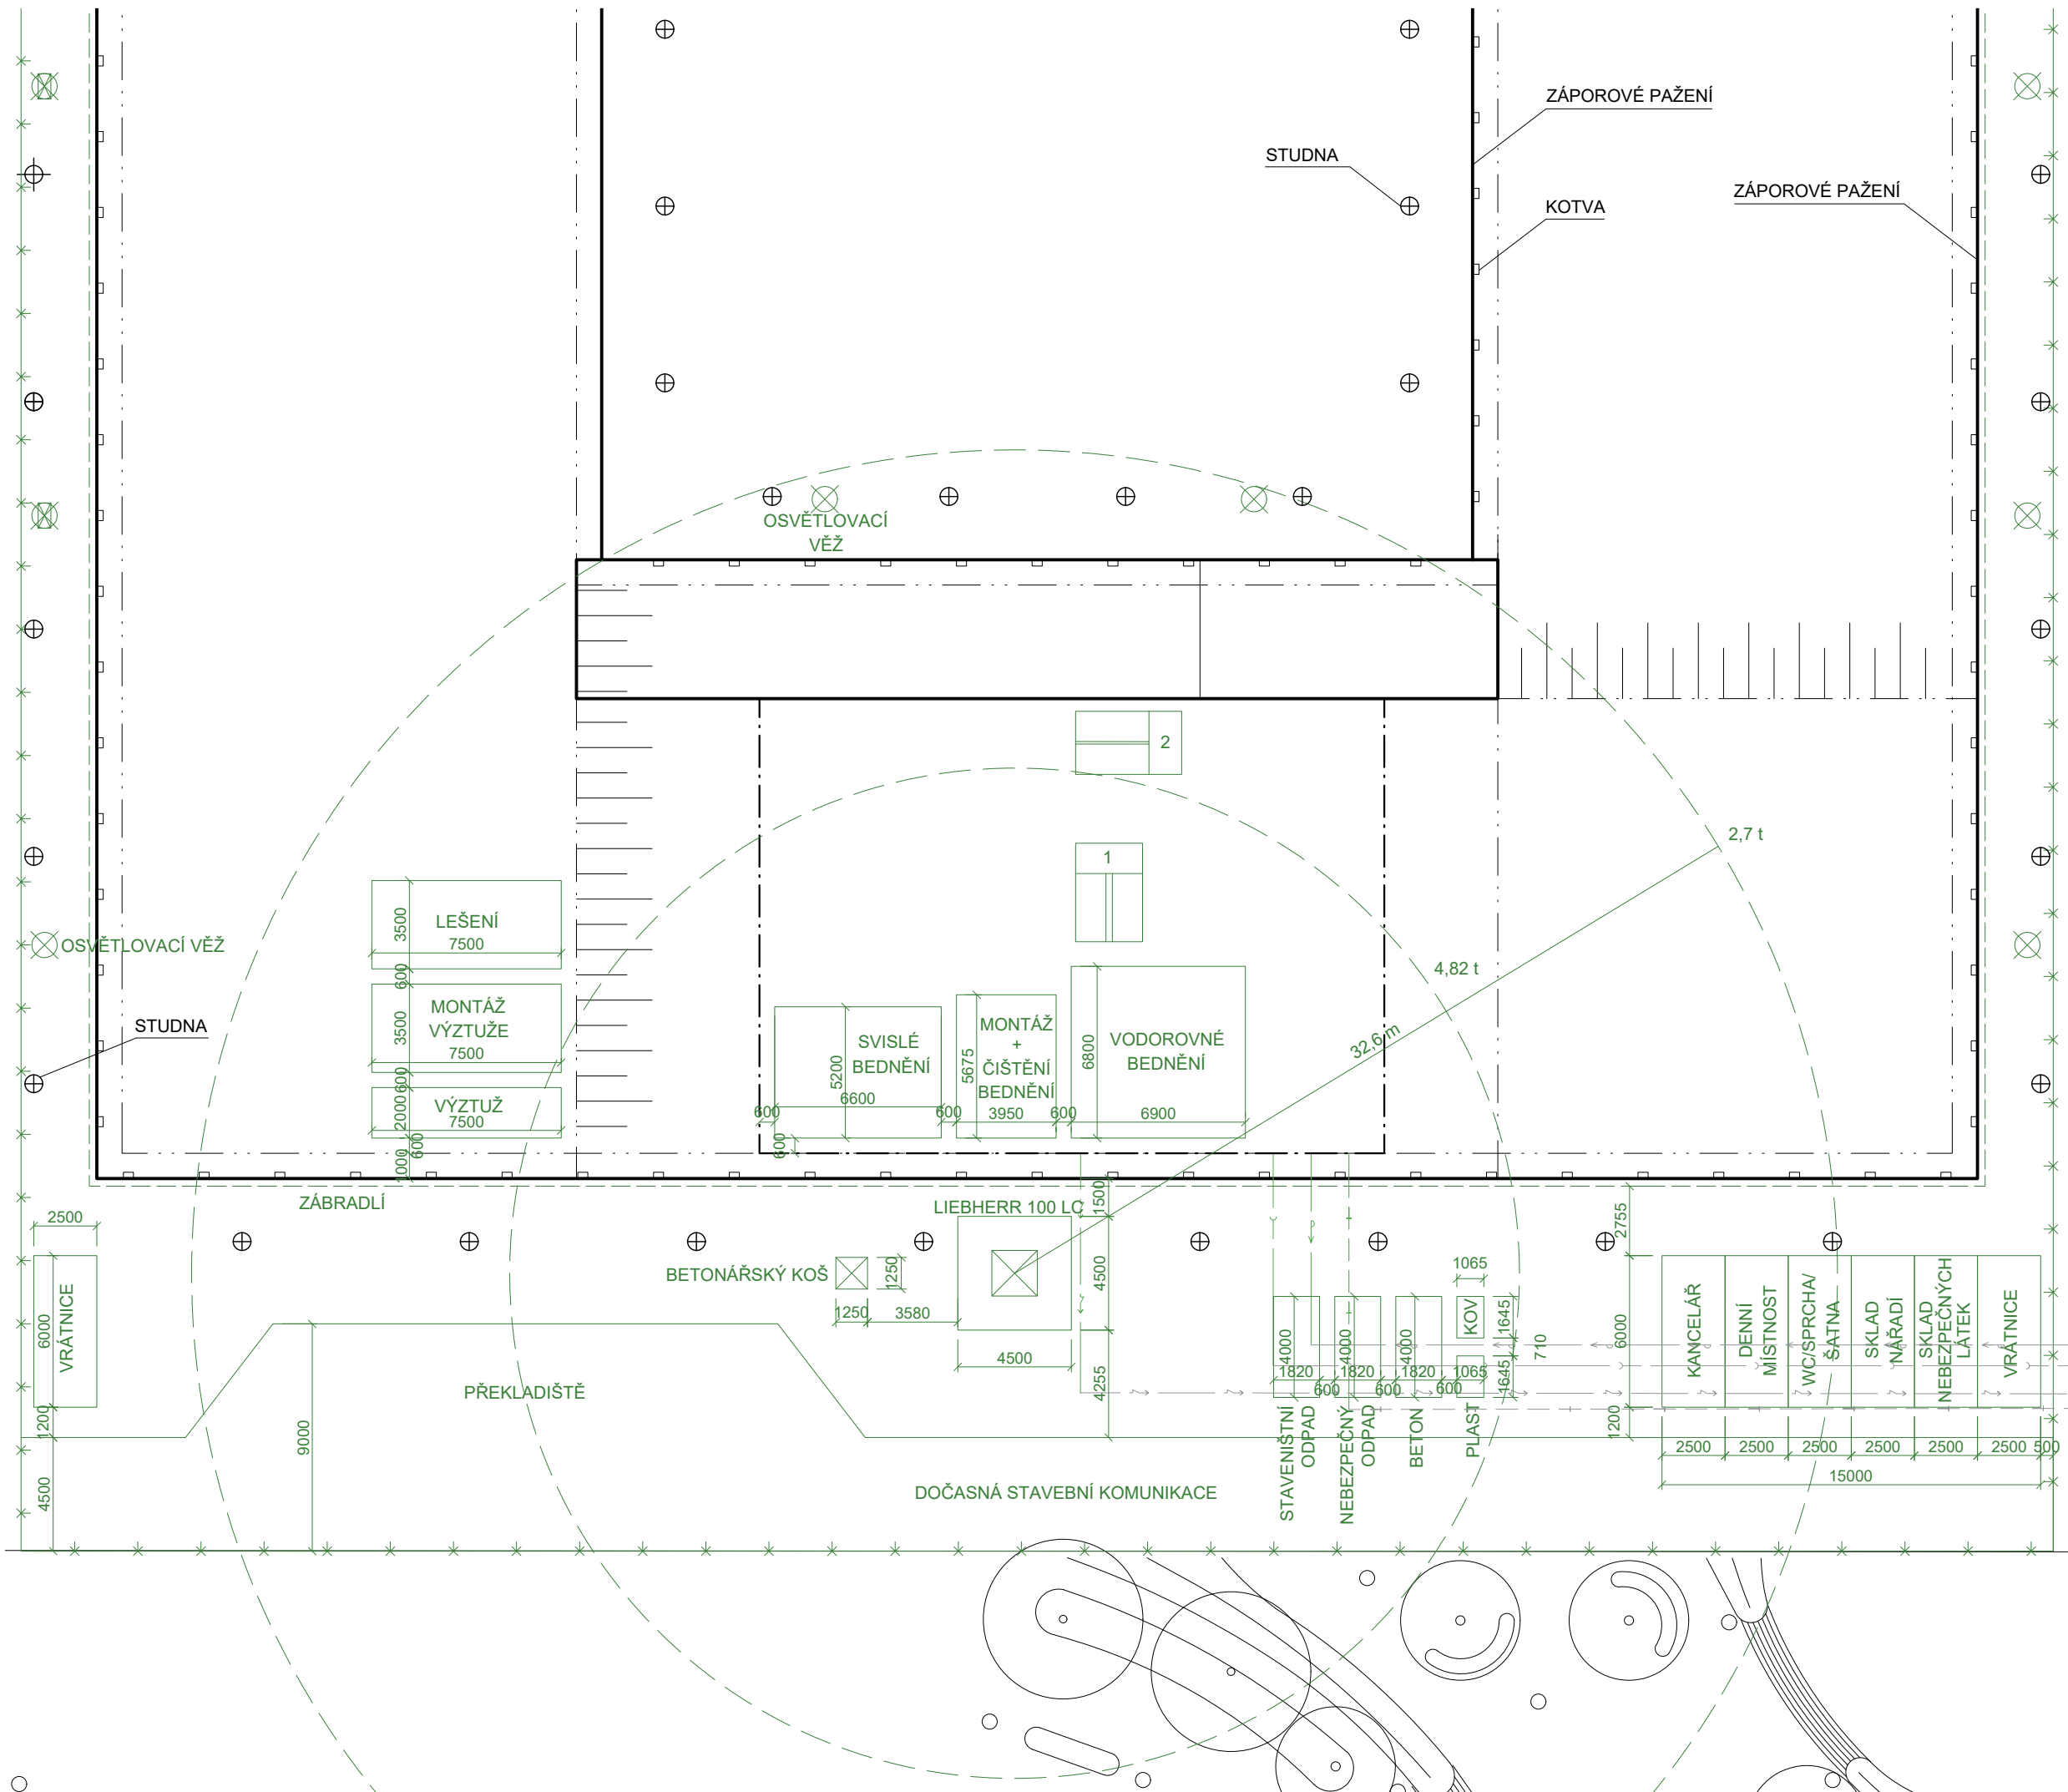 ZÁPOROVÉ PAŽENÍ
STUDNA
ZÁPOROVÉ PAŽENÍ
KOTVA
OSVĚTLOVACÍ
VĚŽ
2
2,7 t
1
LEŠENÍ
7500
3500
OSVĚTLOVACÍ VĚŽ
600
4,82 t
MONTÁŽ
VÝZTUŽE
7500
3500
STUDNA
32,6 m
SVISLÉ
BEDNĚNÍ
5200
6600
MONTÁŽ
+
ČIŠTĚNÍ
BEDNĚNÍ
5675
VODOROVNÉ
BEDNĚNÍ
6800
600
VÝZTUŽ
7500
2000
600
600
3950
600
6900
600
600
1000
ZÁBRADLÍ
LIEBHERR 100 LC
1500
2500
2755
BETONÁŘSKÝ KOŠ
1250
1250
3580
4500
4500
4255
1065
VRÁTNICE
6000
1200
KOV
1645
710
1645
4000
4000
4000
1820
600
1820
600
1820
600
1065
6000
KANCELÁŘ
DENNÍ
MÍSTNOST
WC/SPRCHA/
ŠATNA
SKLAD
NÁŘADÍ
SKLAD
NEBEZPEČNÝCH
LÁTEK
VRÁTNICE
PŘEKLADIŠTĚ
9000
4500
STAVENIŠTNÍ
ODPAD
NEBEZPEČNÝ
ODPAD
BETON
PLAST
1200
2500
2500
2500
2500
2500
2500
500
15000
DOČASNÁ STAVEBNÍ KOMUNIKACE